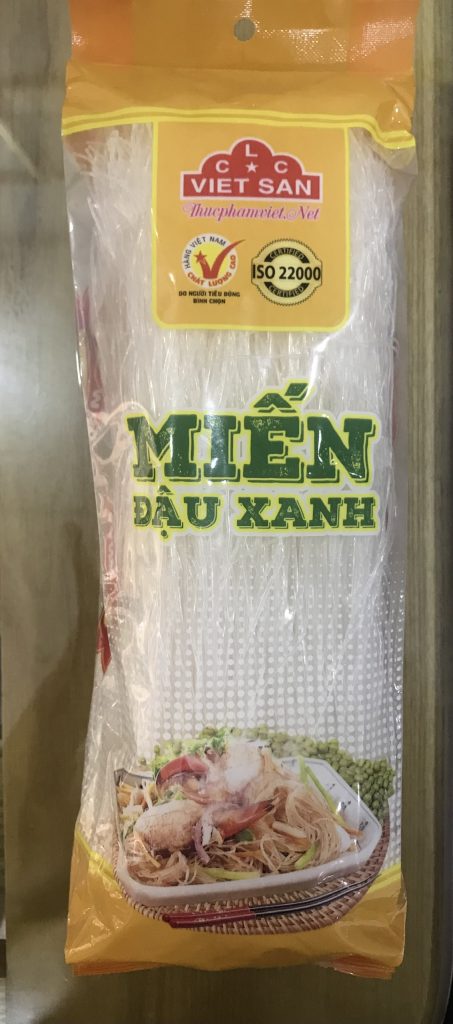 L
C ★ C
VIET SAN
Thucphamviet.Net
HÀNG VIỆT NAM
CHẤT LƯỢNG CAO
DO NGƯỜI TIÊU DÙNG
BÌNH CHỌN
CERTIFIED
ISO 22000
CERTIFIED
MIẾN
ĐẬU XANH